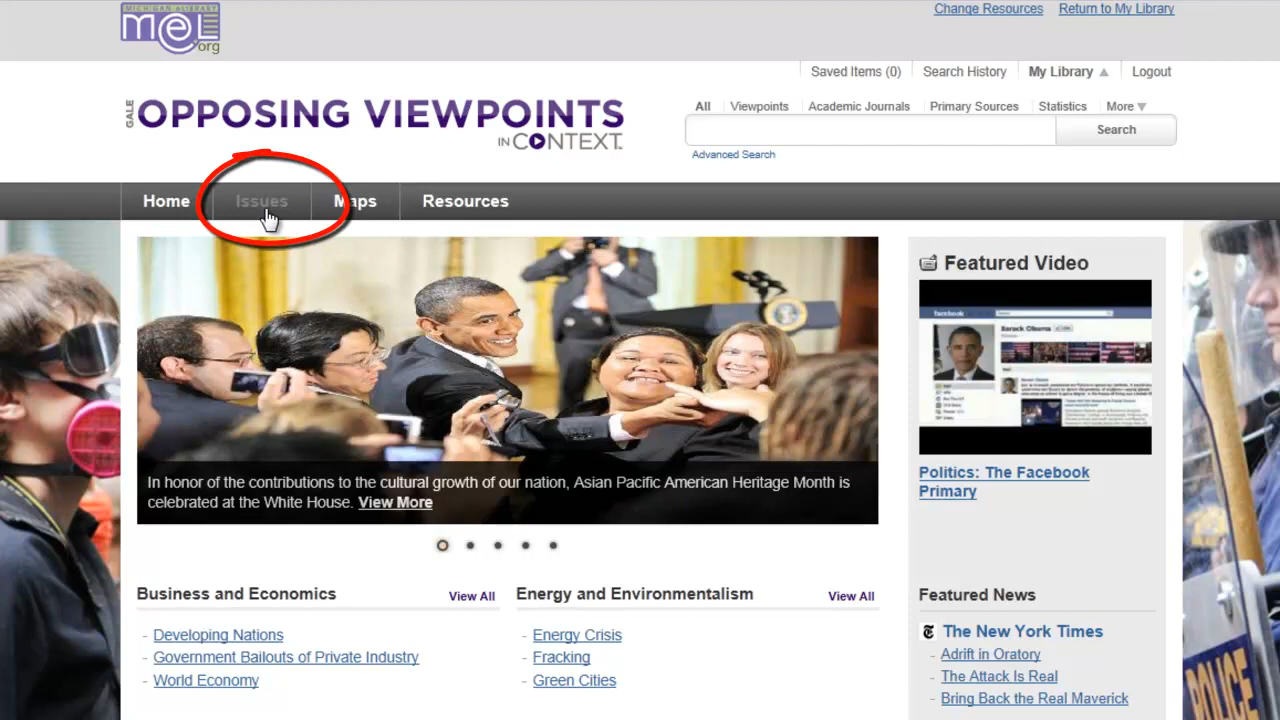 MICHIGAN eLIBRARY
mel.org
Change Resources
Return to My Library
Saved Items (0)
Search History
My Library
Logout
GALE
OPPOSING VIEWPOINTS
IN CONTEXT
All
Viewpoints
Academic Journals
Primary Sources
Statistics
More
Search
Advanced Search
Home
Issues
Maps
Resources
In honor of the contributions to the cultural growth of our nation, Asian Pacific American Heritage Month is
celebrated at the White House. View More
Featured Video
facebook
Barack Obama
Politics: The Facebook
Primary
Business and Economics
View All
- Developing Nations
- Government Bailouts of Private Industry
- World Economy
Energy and Environmentalism
View All
- Energy Crisis
- Fracking
- Green Cities
Featured News
The New York Times
- Adrift in Oratory
- The Attack Is Real
- Bring Back the Real Maverick
POLICE